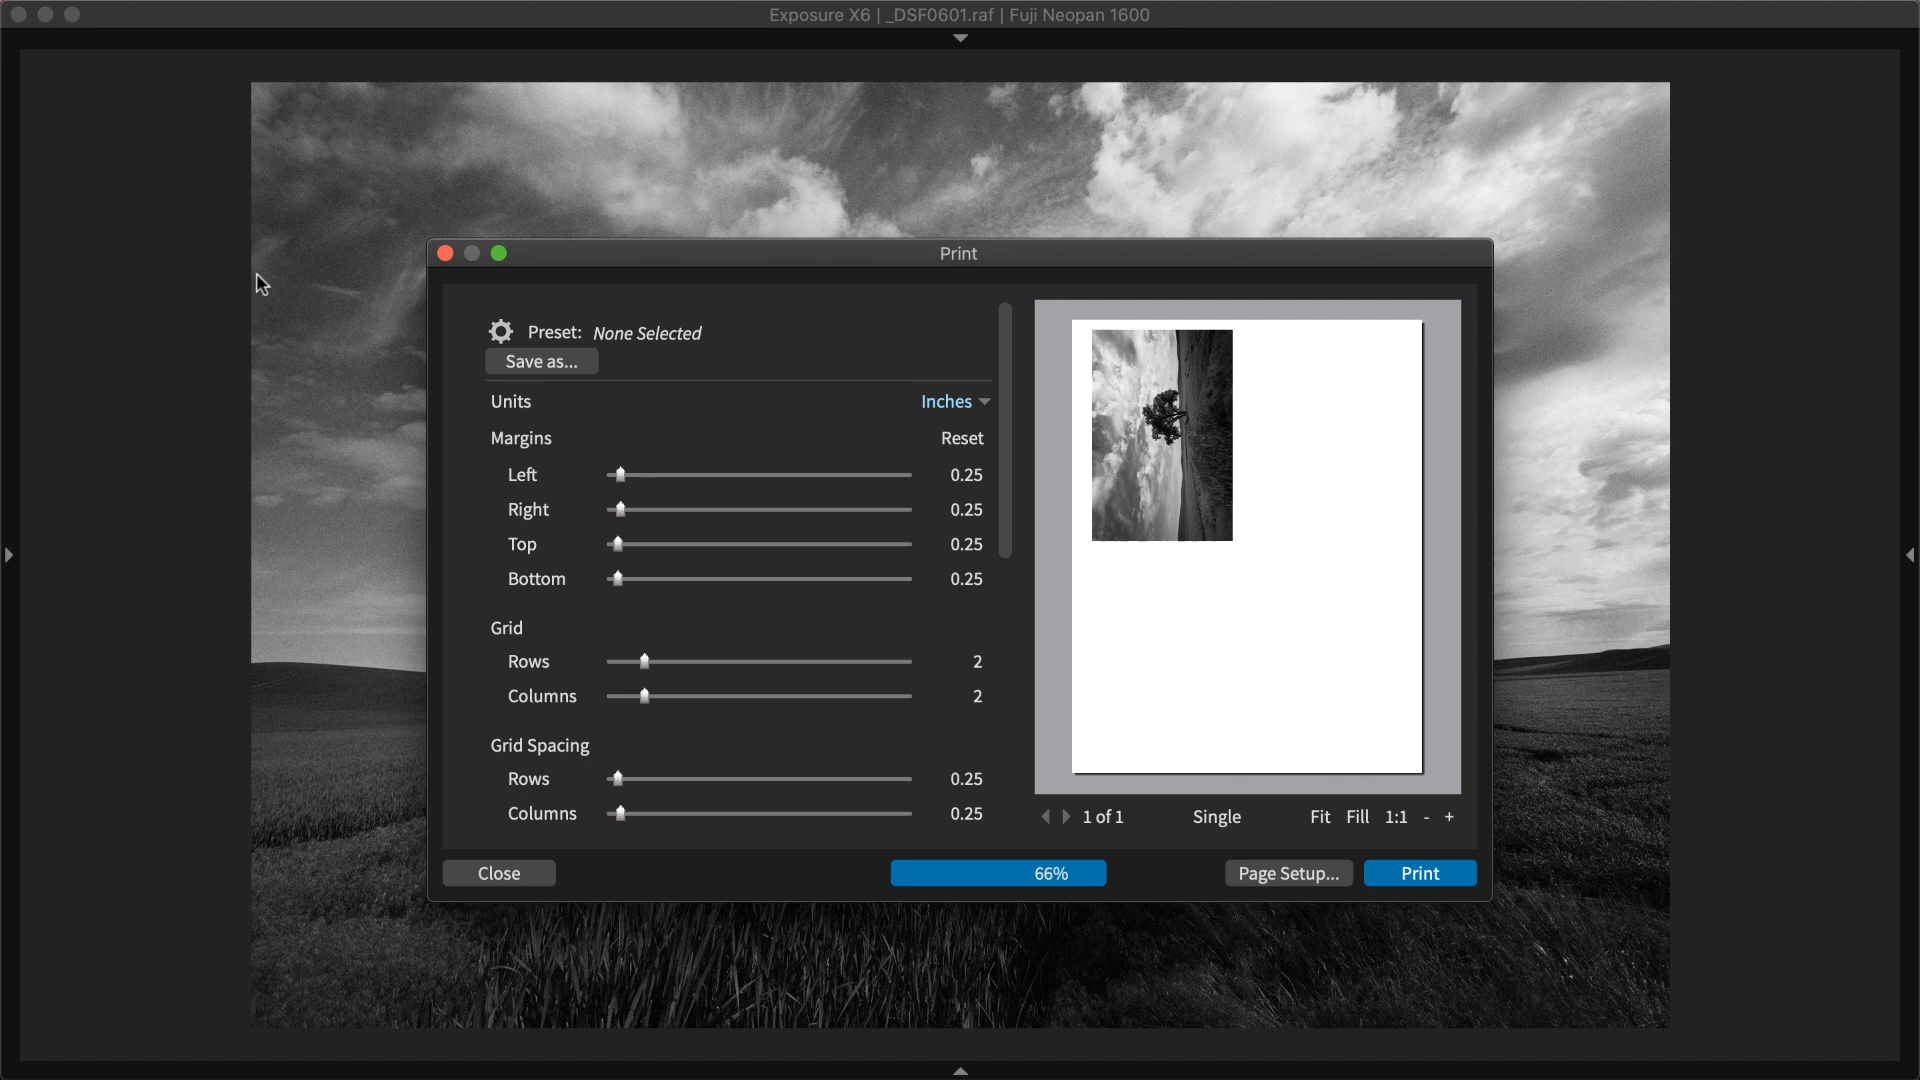 Exposure X6 | _DSF0601.raf | Fuji Neopan 1600
Print
Preset: None Selected
Save as...
Units Inches
Margins Reset
Left 0.25
Right 0.25
Top 0.25
Bottom 0.25
Grid
Rows 2
Columns 2
Grid Spacing
Rows 0.25
Columns 0.25
1 of 1 Single Fit Fill 1:1 - +
Close 66% Page Setup... Print